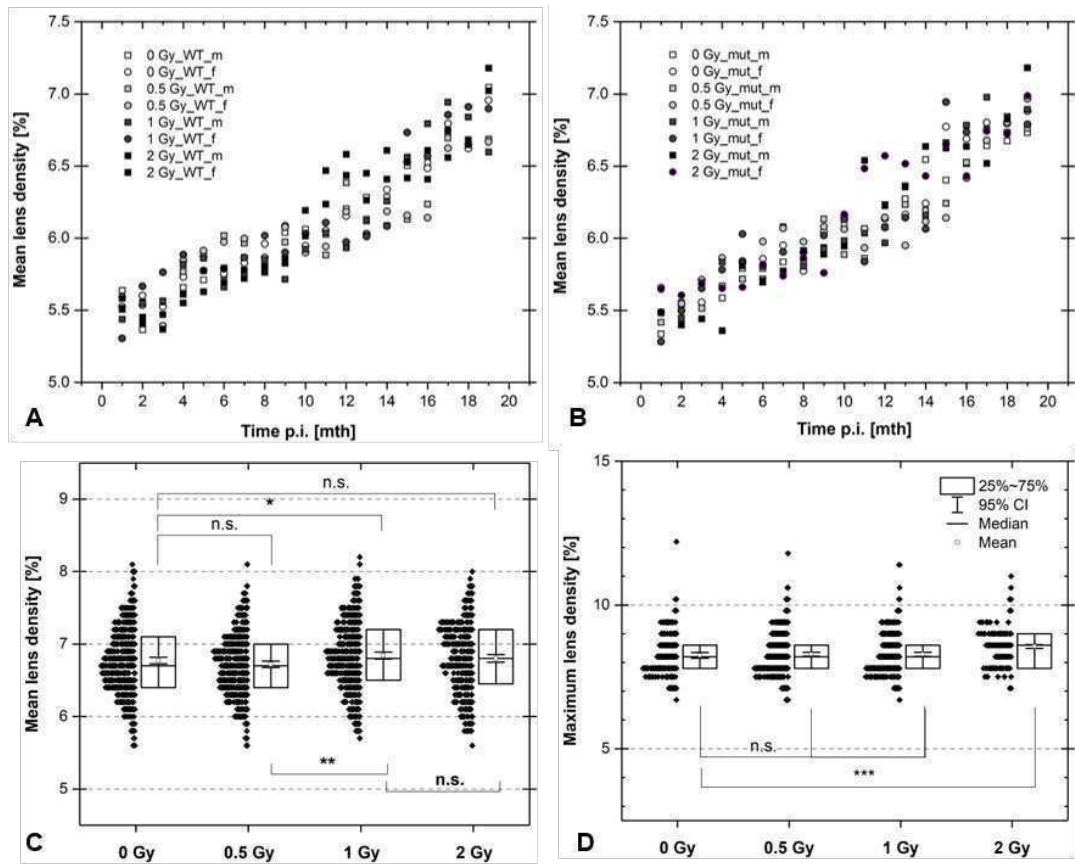 7.5
7.0
6.5
6.0
5.5
5.0
Mean lens density [%]
0 Gy_WT_m
0 Gy_WT_f
0.5 Gy_WT_m
0.5 Gy_WT_f
1 Gy_WT_m
1 Gy_WT_f
2 Gy_WT_m
2 Gy_WT_f
0 2 4 6 8 10 12 14 16 18 20
A
Time p.i. [mth]
7.5
7.0
6.5
6.0
5.5
5.0
Mean lens density [%]
0 Gy_mut_m
0 Gy_mut_f
0.5 Gy_mut_m
0.5 Gy_mut_f
1 Gy_mut_m
1 Gy_mut_f
2 Gy_mut_m
2 Gy_mut_f
0 2 4 6 8 10 12 14 16 18 20
B
Time p.i. [mth]
9
8
7
6
5
Mean lens density [%]
n.s.
*
n.s.
**
n.s.
C
0 Gy 0.5 Gy 1 Gy 2 Gy
15
10
5
Maximum lens density [%]
25%~75%
95% CI
Median
Mean
n.s.
***
D
0 Gy 0.5 Gy 1 Gy 2 Gy